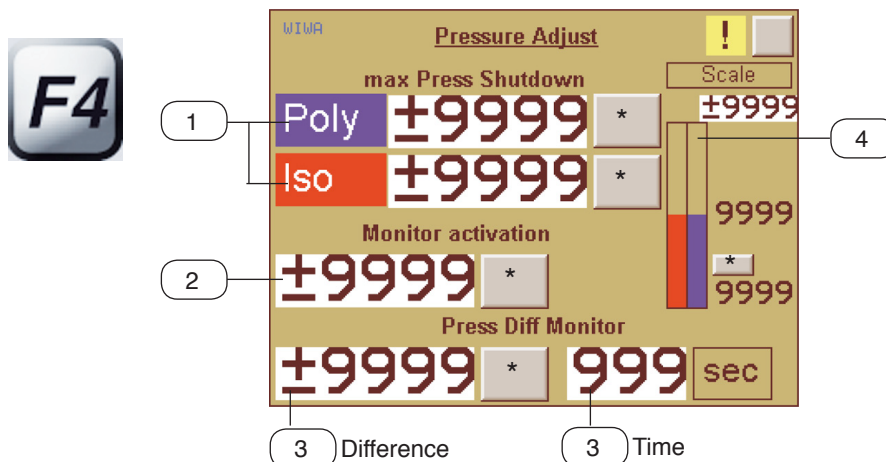 F4
WIWA
Pressure Adjust
!
max Press Shutdown
Scale
1
Poly
±9999
*
±9999
4
Iso
±9999
*
9999
Monitor activation
2
±9999
*
*
9999
Press Diff Monitor
±9999
*
999
sec
3 Difference
3 Time